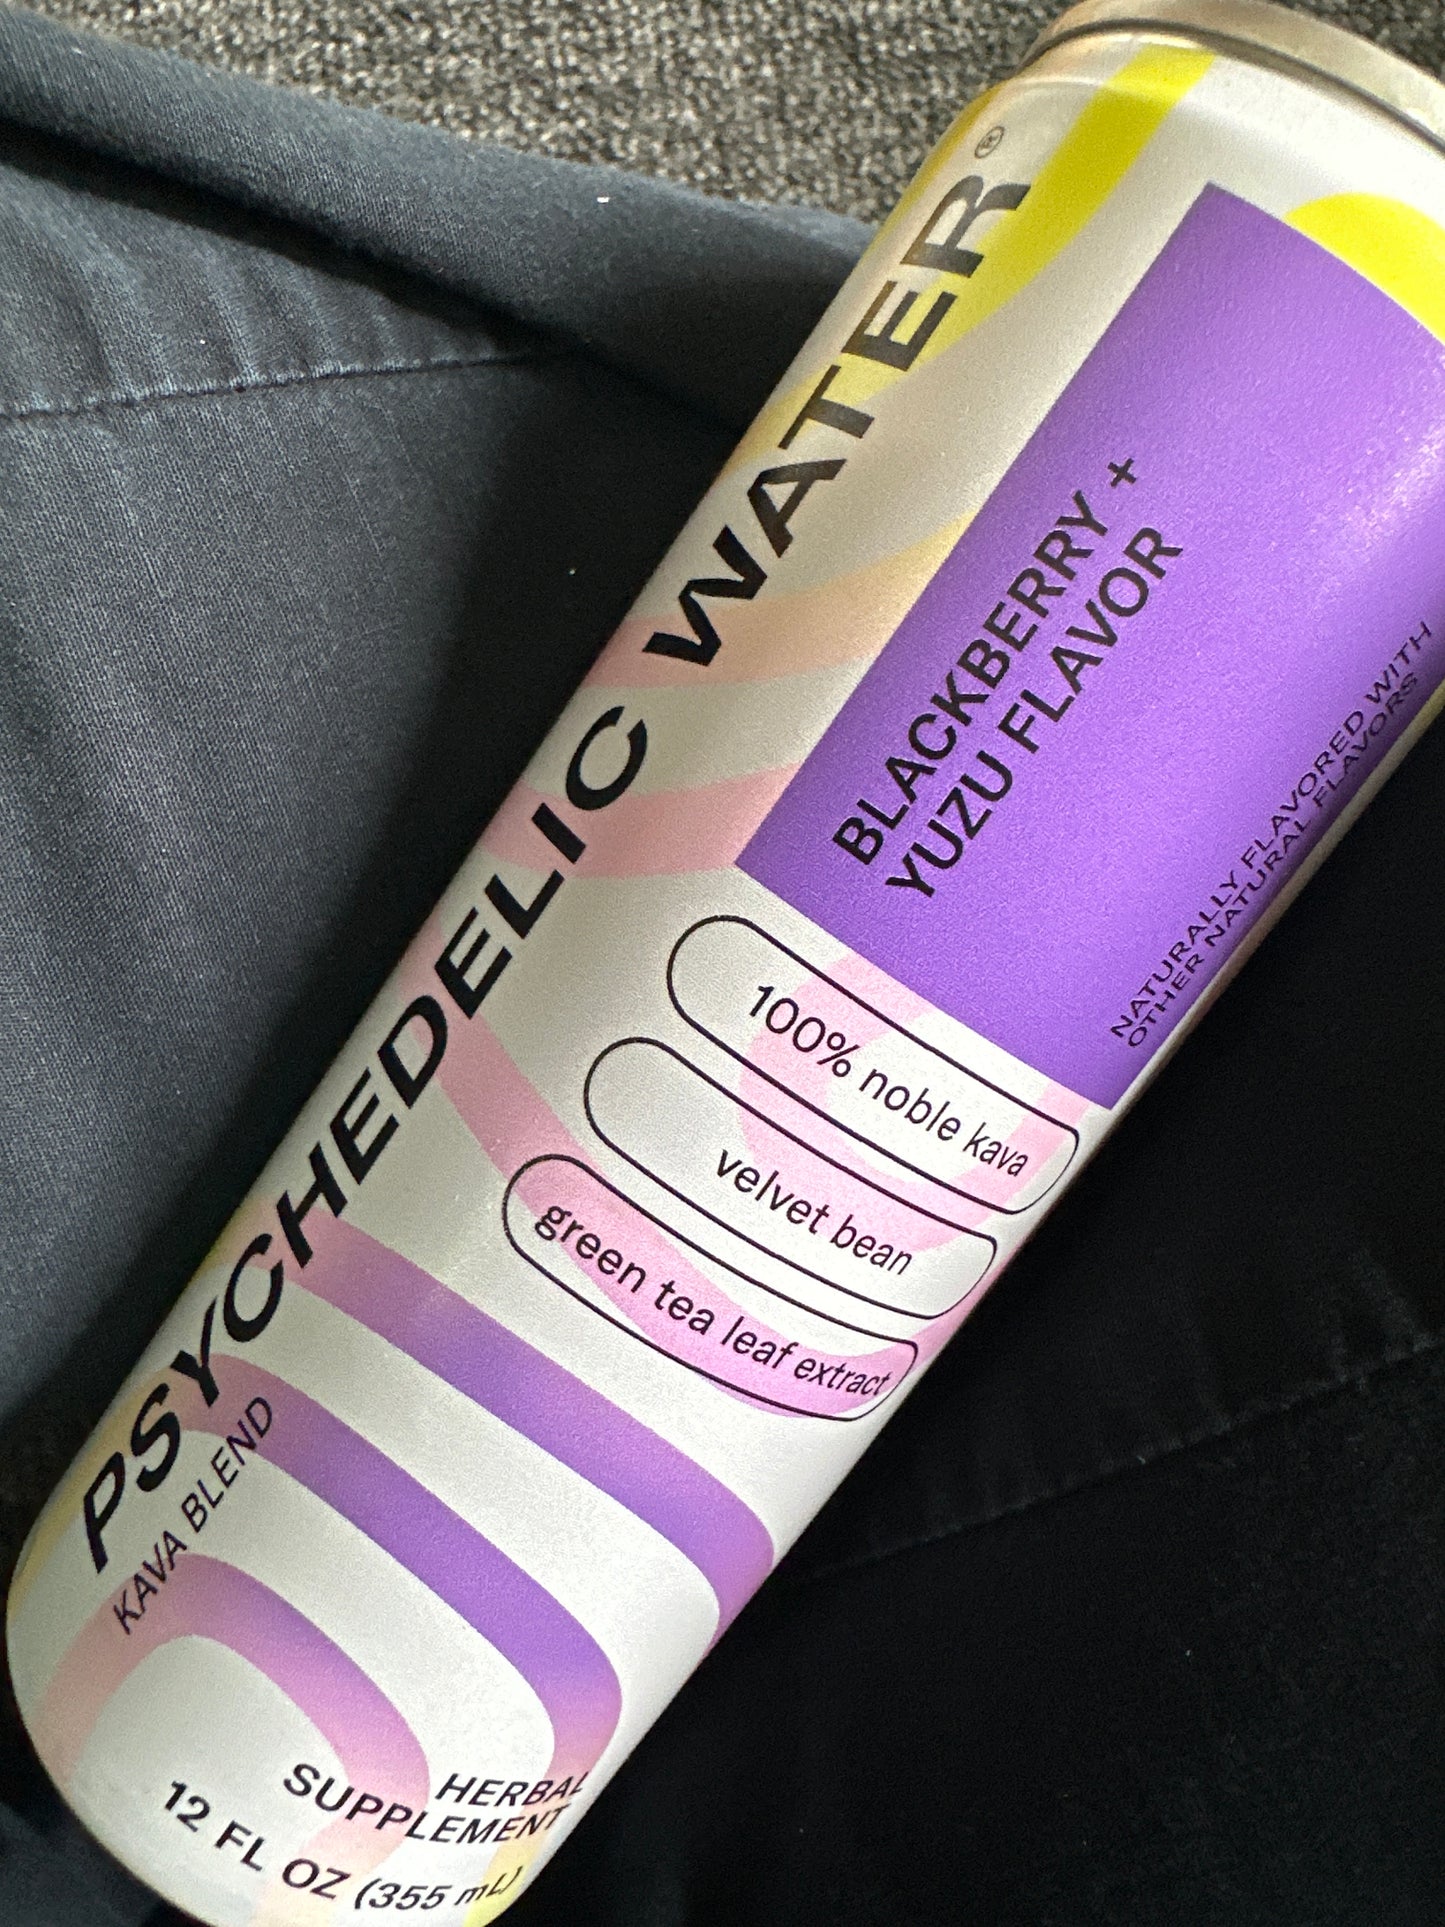 PSYCHEDELIC WATER®
KAVA BLEND
BLACKBERRY +
YUZU FLAVOR
NATURALLY FLAVORED WITH
OTHER NATURAL FLAVORS
100% noble kava
velvet bean
green tea leaf extract
HERBAL
SUPPLEMENT
12 FL OZ (355 mL)